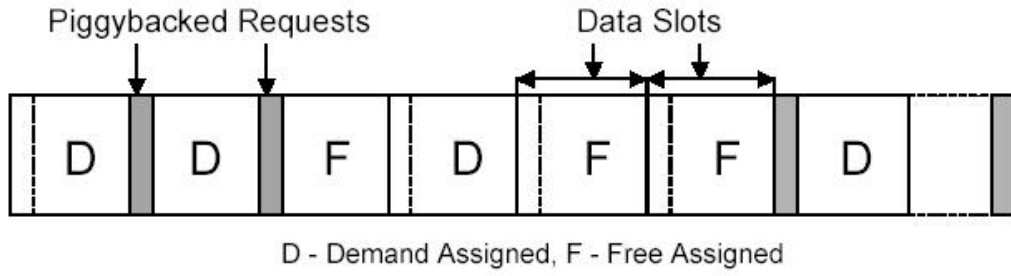 Piggybacked Requests Data Slots
D D F D F F D
D - Demand Assigned, F - Free Assigned